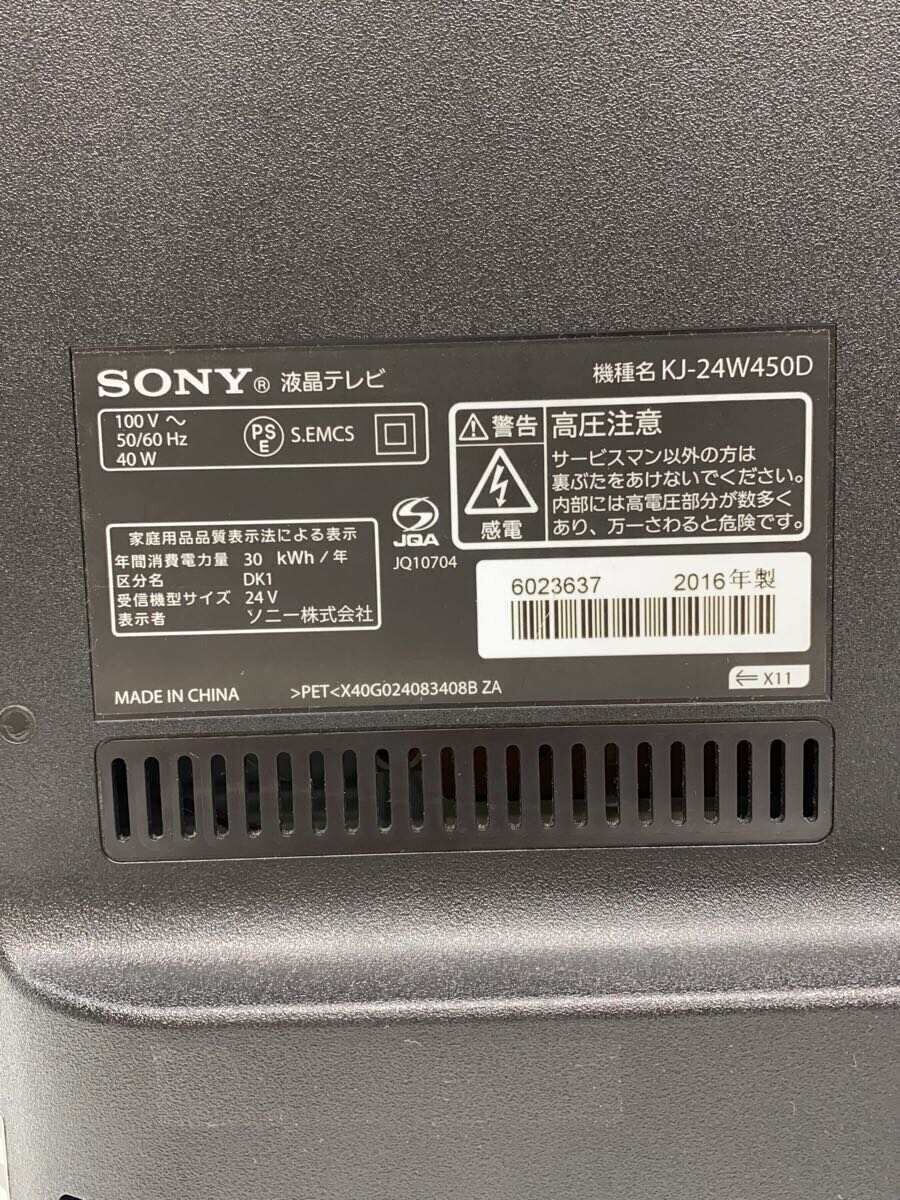 SONY® 液晶テレビ
機種名 KJ-24W450D
100 V ～
50/60 Hz
40 W
PS
E
S.EMCS
⚠ 警告
高圧注意
サービスマン以外の方は
裏ぶたをあけないでください。
内部には高電圧部分が数多く
あり、万一さわると危険です。
感電
JQA
JQ10704
家庭用品品質表示法による表示
年間消費電力量 30 kWh／年
区分名 DK1
受信機型サイズ 24 V
表示者 ソニー株式会社
6023637 2016年製
MADE IN CHINA >PET<X40G024083408B ZA
⇐ X11